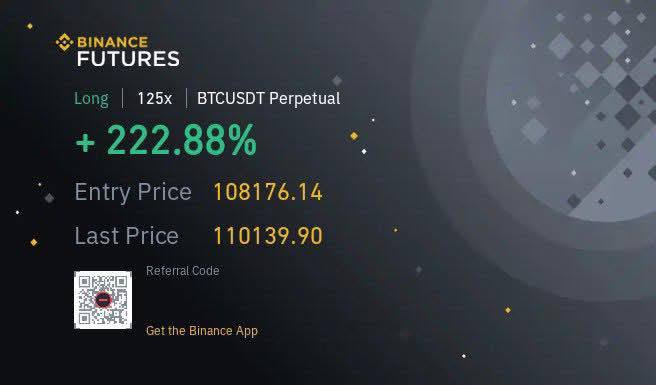 BINANCE
FUTURES
Long | 125x | BTCUSDT Perpetual
+ 222.88%
Entry Price 108176.14
Last Price 110139.90
Referral Code
Get the Binance App